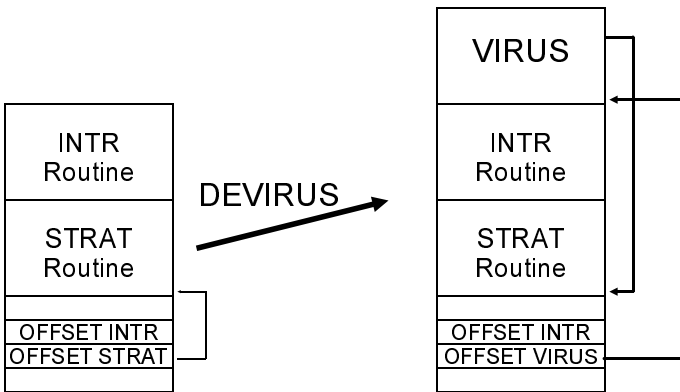 INTR
Routine
STRAT
Routine
OFFSET INTR
OFFSET STRAT
DEVIRUS
VIRUS
INTR
Routine
STRAT
Routine
OFFSET INTR
OFFSET VIRUS